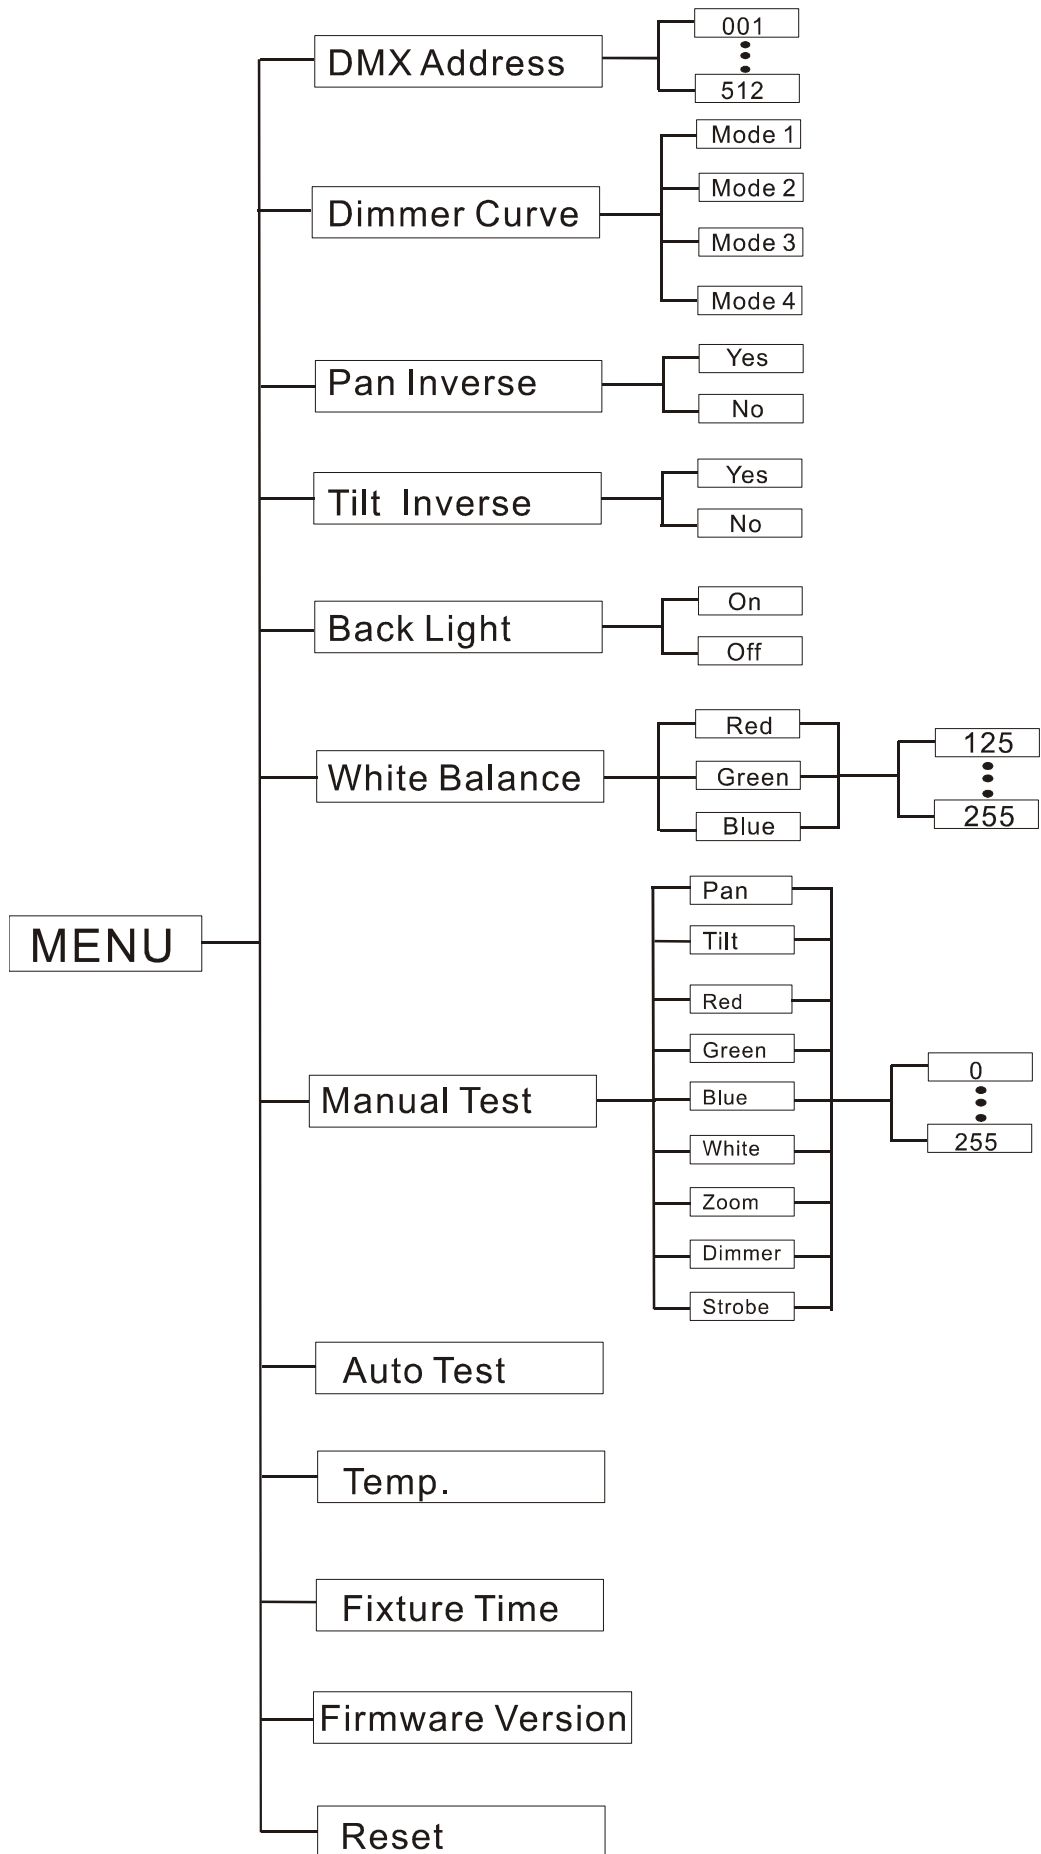 MENU
DMX Address
001
512
Dimmer Curve
Mode 1
Mode 2
Mode 3
Mode 4
Pan Inverse
Yes
No
Tilt Inverse
Yes
No
Back Light
On
Off
White Balance
Red
Green
Blue
125
255
Manual Test
Pan
Tilt
Red
Green
Blue
White
Zoom
Dimmer
Strobe
0
255
Auto Test
Temp.
Fixture Time
Firmware Version
Reset